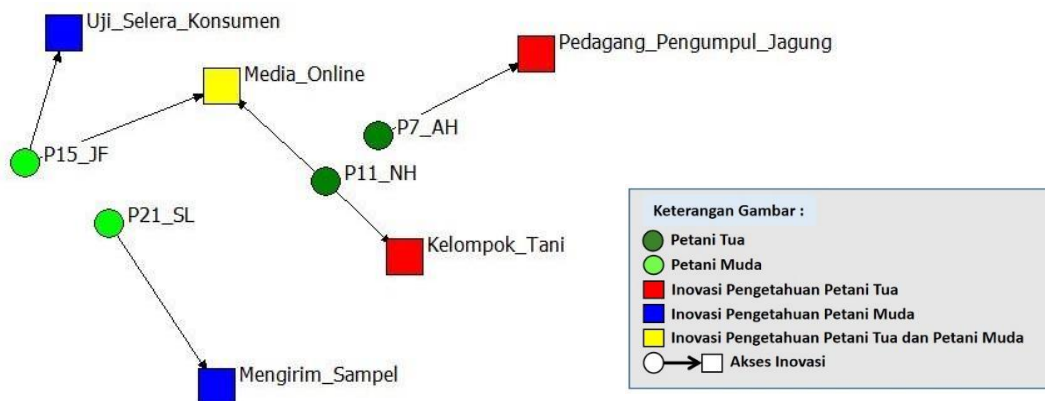 Uji_Selera_Konsumen
Pedagang_Pengumpul_Jagung
Media_Online
P7_AH
P15_JF
P11_NH
P21_SL
Kelompok_Tani
Mengirim_Sampel
Keterangan Gambar :
Petani Tua
Petani Muda
Inovasi Pengetahuan Petani Tua
Inovasi Pengetahuan Petani Muda
Inovasi Pengetahuan Petani Tua dan Petani Muda
Akses Inovasi